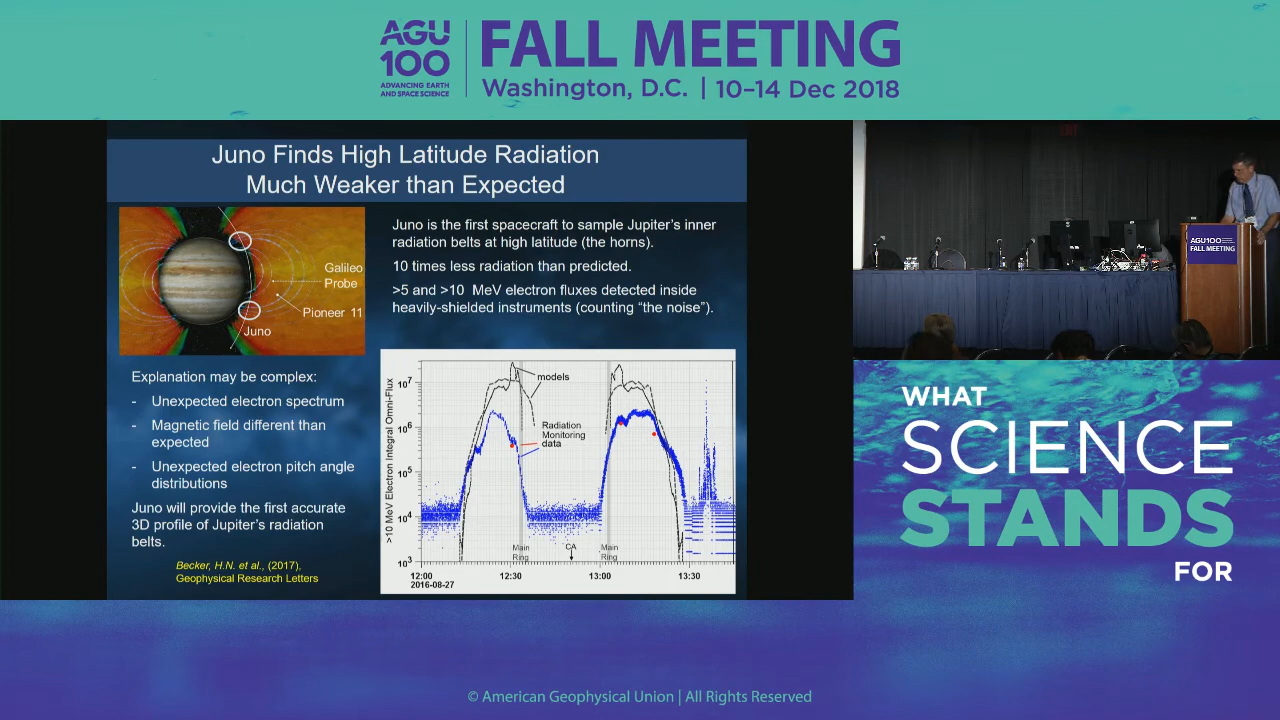 AGU
100
ADVANCING EARTH
AND SPACE SCIENCE
FALL MEETING
Washington, D.C. | 10–14 Dec 2018
Juno Finds High Latitude Radiation
Much Weaker than Expected
Galileo
Probe
Pioneer 11
Juno
Juno is the first spacecraft to sample Jupiter's inner
radiation belts at high latitude (the horns).
10 times less radiation than predicted.
>5 and >10 MeV electron fluxes detected inside
heavily-shielded instruments (counting "the noise").
Explanation may be complex:
- Unexpected electron spectrum
- Magnetic field different than
expected
- Unexpected electron pitch angle
distributions
Juno will provide the first accurate
3D profile of Jupiter's radiation
belts.
Becker, H.N. et al., (2017),
Geophysical Research Letters
>10 MeV Electron Integral Omni-Flux
10⁷
10⁶
10⁵
10⁴
10³
models
Radiation
Monitoring
data
Main
Ring
CA
Main
Ring
12:00
2016-08-27
12:30
13:00
13:30
AGU100
FALL MEETING
WHAT
SCIENCE
STANDS
FOR
© American Geophysical Union | All Rights Reserved